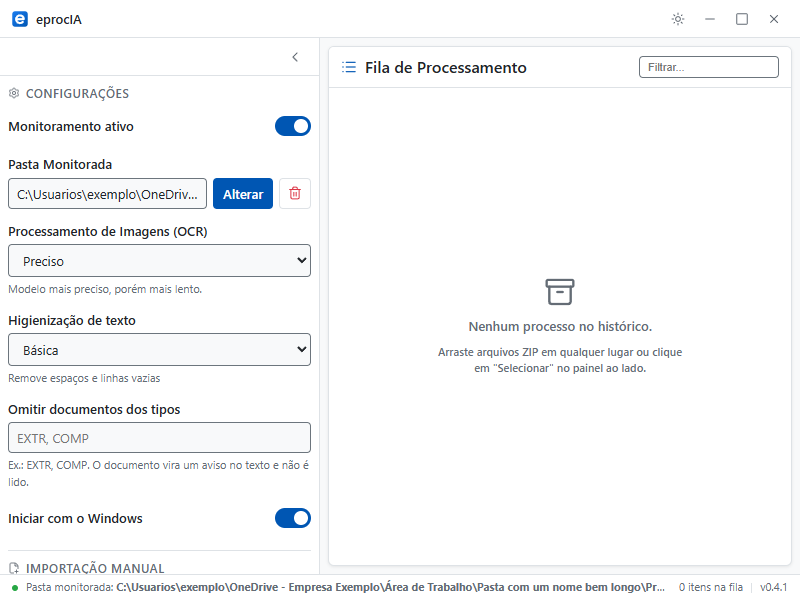 eprocIA
CONFIGURAÇÕES
Monitoramento ativo
Pasta Monitorada
C:\Usuarios\exemplo\OneDriv...
Alterar
Processamento de Imagens (OCR)
Preciso
Modelo mais preciso, porém mais lento.
Higienização de texto
Básica
Remove espaços e linhas vazias
Omitir documentos dos tipos
EXTR, COMP
Ex.: EXTR, COMP. O documento vira um aviso no texto e não é
lido.
Iniciar com o Windows
IMPORTAÇÃO MANUAL
Fila de Processamento
Filtrar...
Nenhum processo no histórico.
Arraste arquivos ZIP em qualquer lugar ou clique
em "Selecionar" no painel ao lado.
Pasta monitorada: C:\Usuarios\exemplo\OneDrive - Empresa Exemplo\Área de Trabalho\Pasta com um nome bem longo\Pr...
0 itens na fila
v0.4.1